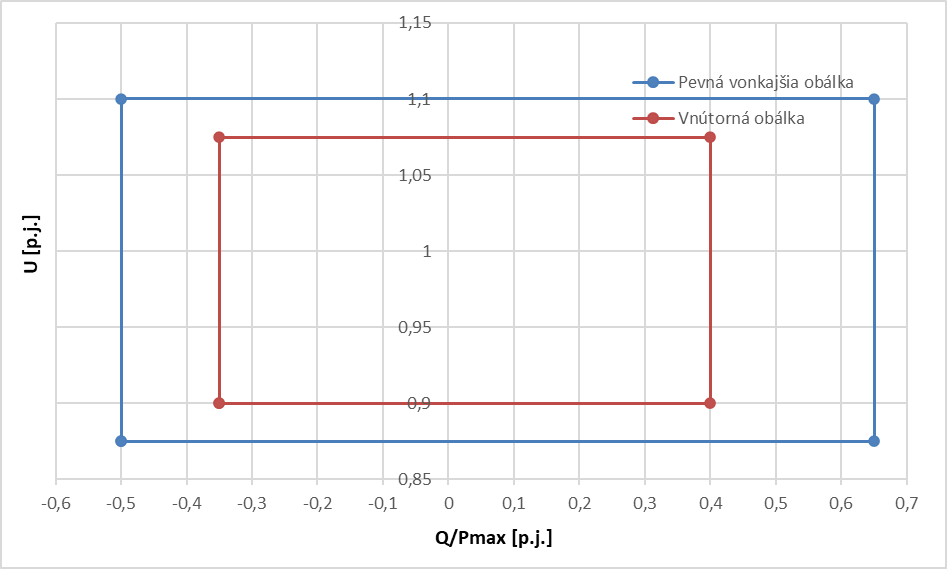 1,15
Pevná vonkajšia obálka
1,1
Vnútorná obálka
1,05
U [p.j.]
1
0,95
0,9
0,85
-0,6 -0,5 -0,4 -0,3 -0,2 -0,1 0 0,1 0,2 0,3 0,4 0,5 0,6 0,7
Q/Pmax [p.j.]